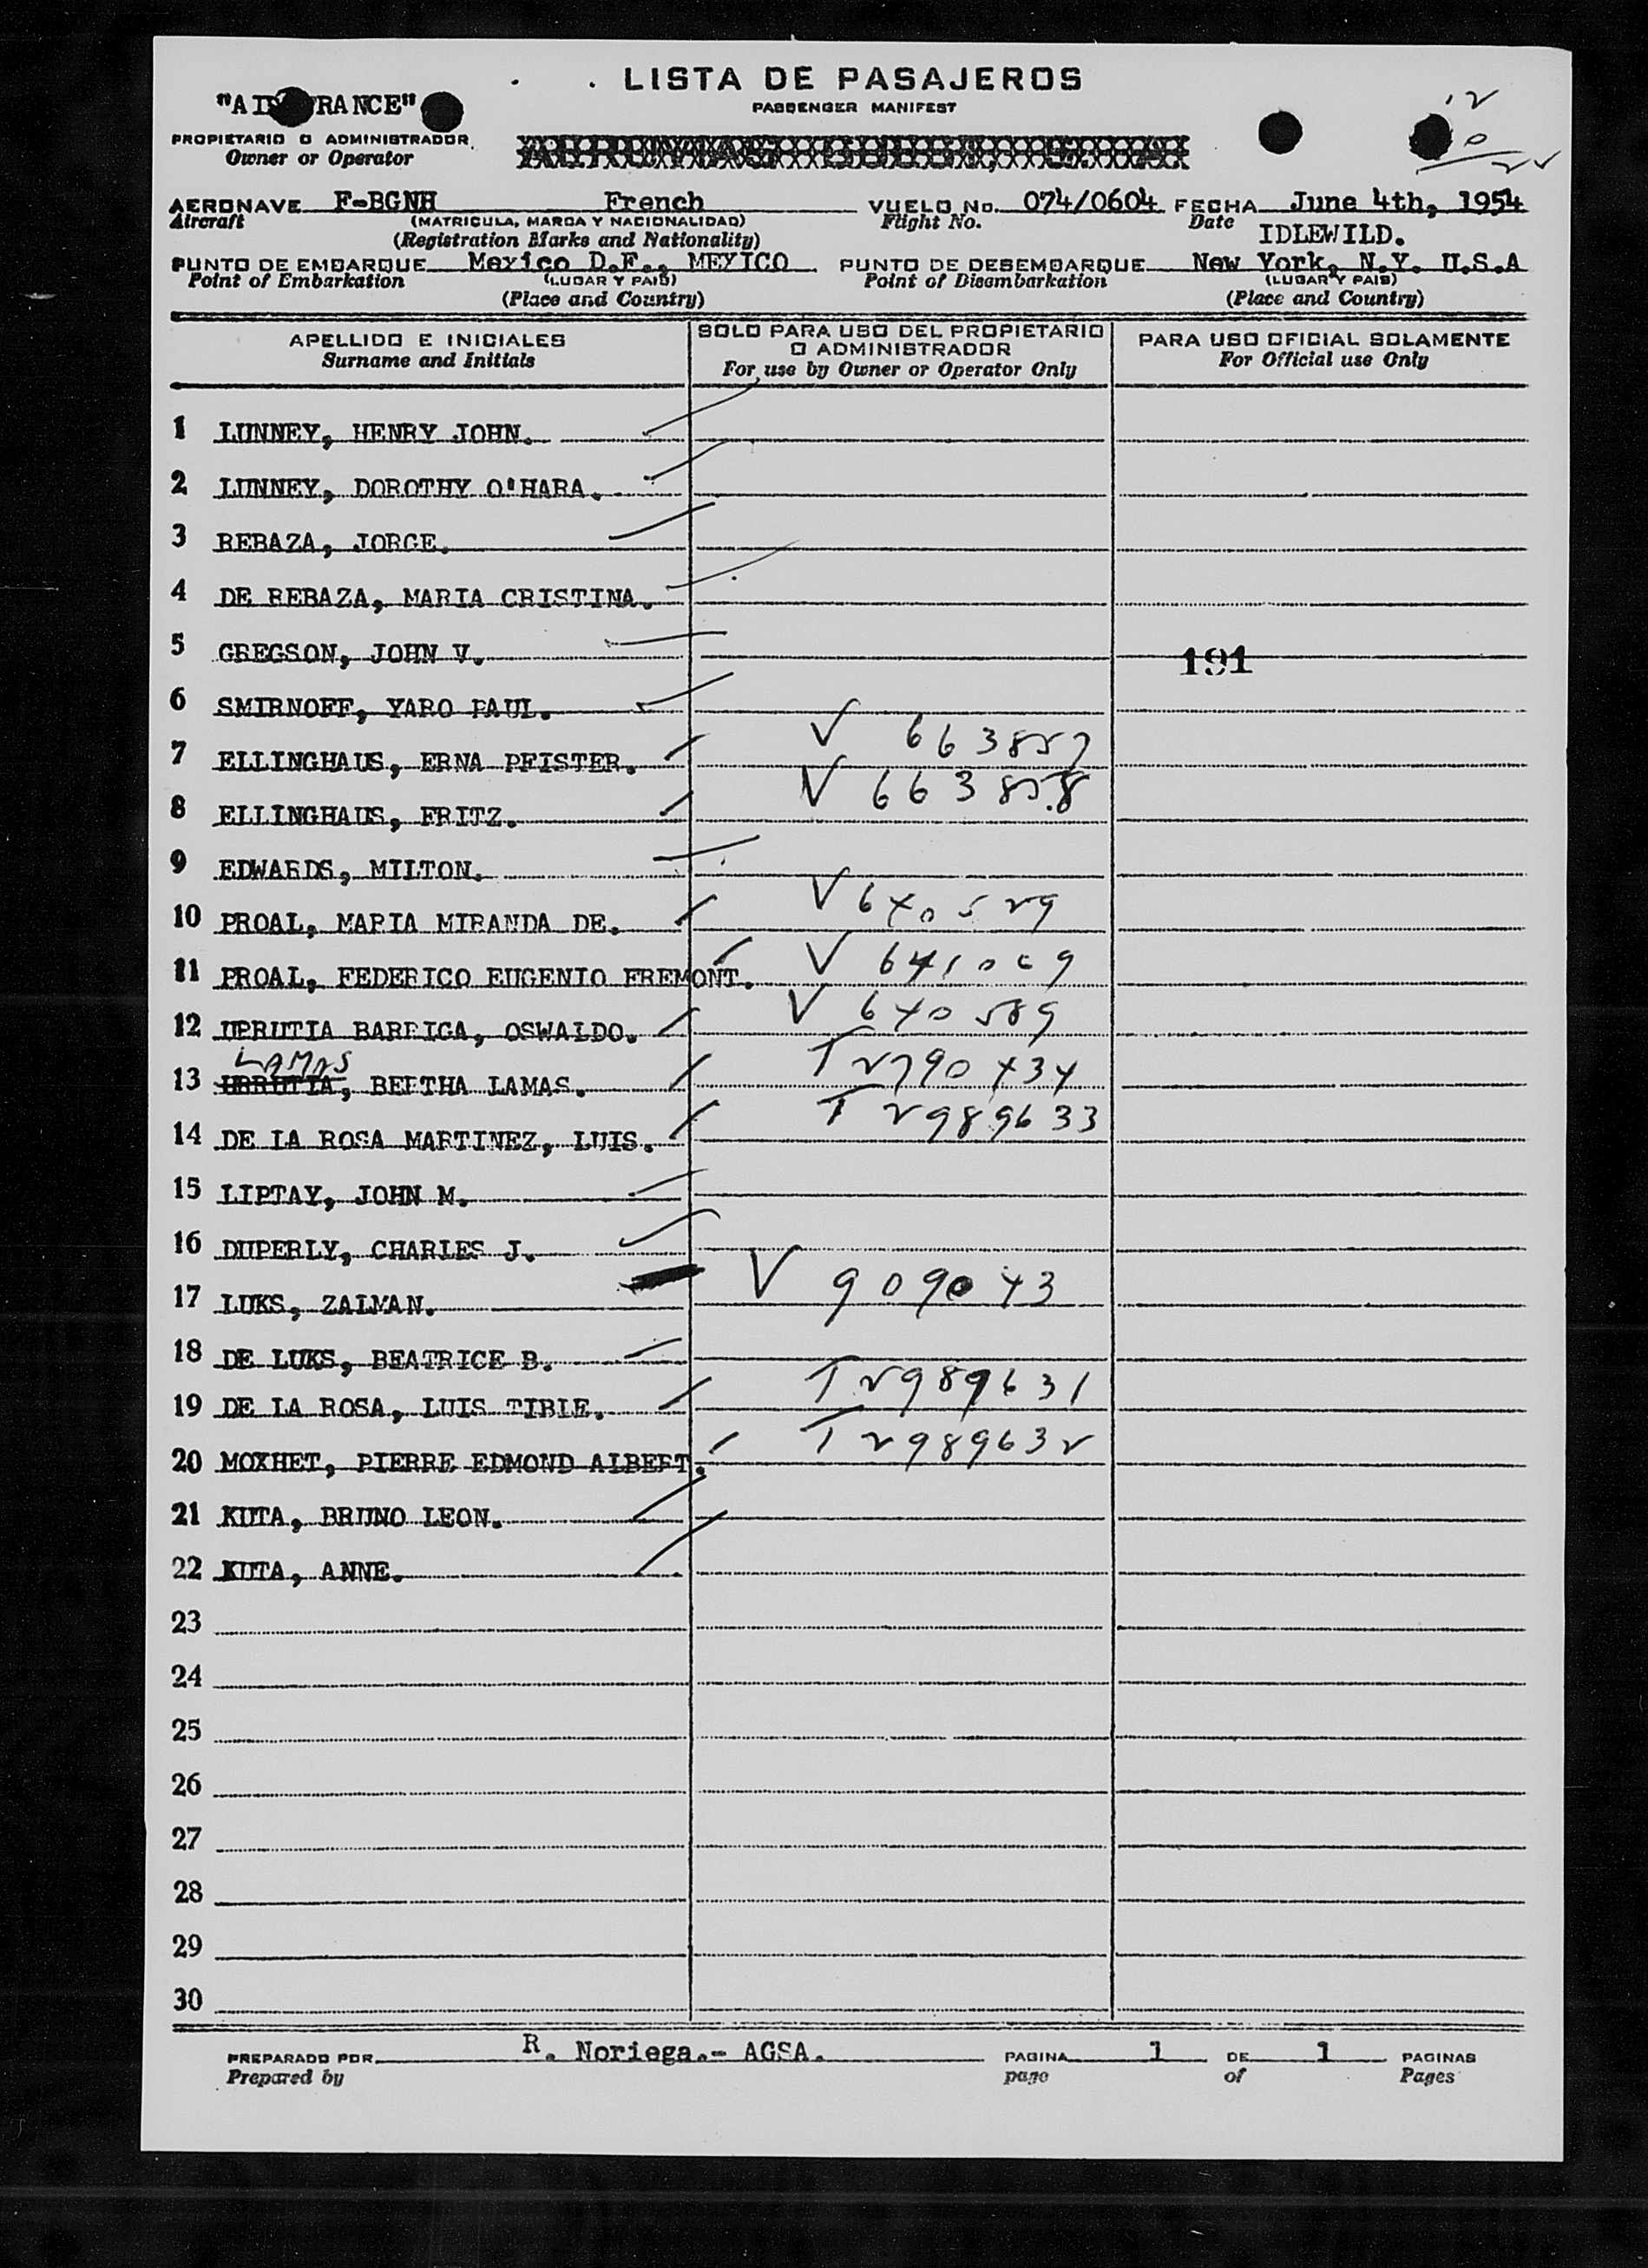 LISTA DE PASAJEROS
PASSENGER MANIFEST
"AIR FRANCE"
PROPIETARIO O ADMINISTRADOR
Owner or Operator
AERONAVE F-BGNH French VUELO No. 074/0604 FECHA June 4th, 1954
Aircraft (MATRICULA, MARCA Y NACIONALIDAD) Flight No. Date IDLEWILD.
(Registration Marks and Nationality)
PUNTO DE EMBARQUE Mexico D.F., MEXICO PUNTO DE DESEMBARQUE New York, N.Y. U.S.A
Point of Embarkation (LUGAR Y PAIS) Point of Disembarkation (LUGAR Y PAIS)
(Place and Country) (Place and Country)
APELLIDO E INICIALES SOLO PARA USO DEL PROPIETARIO O ADMINISTRADOR PARA USO OFICIAL SOLAMENTE
Surname and Initials For use by Owner or Operator Only For Official use Only
1 LUNNEY, HENRY JOHN.
2 LUNNEY, DOROTHY O'HARA.
3 REBAZA, JORGE.
4 DE REBAZA, MARIA CRISTINA.
5 GREGSON, JOHN V. 191
6 SMIRNOFF, YARO PAUL.
7 ELLINGHAUS, ERNA PFISTER. V 663857
8 ELLINGHAUS, FRITZ. V 663858
9 EDWARDS, MILTON.
10 PROAL, MARIA MIRANDA DE. V 640529
11 PROAL, FEDERICO EUGENIO FREMONT. V 641069
12 URRUTIA BARRIGA, OSWALDO. V 640589
LAMAS
13 URRUTIA, BERTHA LAMAS. T 2790434
14 DE LA ROSA MARTINEZ, LUIS. T 2989633
15 LIPTAY, JOHN M.
16 DUPERLY, CHARLES J.
17 LUKS, ZALMAN. V 909043
18 DE LUKS, BEATRICE B.
19 DE LA ROSA, LUIS TIBLE. T 2989631
20 MOXHET, PIERRE EDMOND ALBERT. T 2989632
21 KUTA, BRUNO LEON.
22 KUTA, ANNE.
23
24
25
26
27
28
29
30
PREPARADO POR R. Noriega.- AGSA. PAGINA 1 DE 1 PAGINAS
Prepared by page of Pages